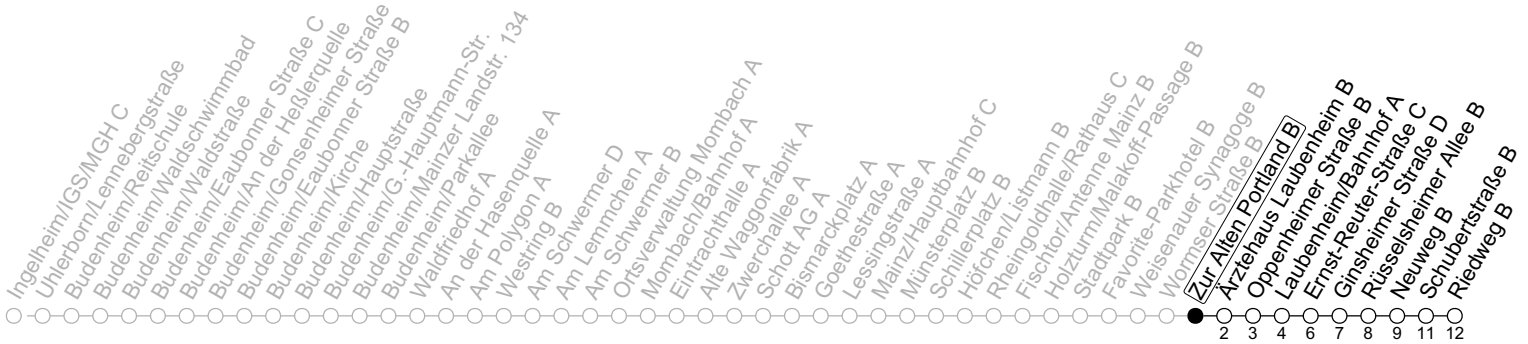 Ingelheim/IGS/MGH C
Uhlerborn/Lennebergstraße
Budenheim/Reitschule
Budenheim/Waldschwimmbad
Budenheim/Waldstraße
Budenheim/Eaubonner Straße C
Budenheim/An der Heßlerquelle
Budenheim/Gonsenheimer Straße
Budenheim/Eaubonner Straße B
Budenheim/Kirche
Budenheim/Hauptstraße
Budenheim/G.-Hauptmann-Str.
Budenheim/Mainzer Landstr. 134
Budenheim/Parkallee
Waldfriedhof A
An der Hasenquelle A
Am Polygon A
Westring B
Am Schwermer D
Am Lemmchen A
Am Schwermer B
Ortsverwaltung Mombach A
Mombach/Bahnhof A
Eintrachthalle A
Alte Waggonfabrik A
Zwerchallee A
Schott AG A
Bismarckplatz A
Goethestraße A
Lessingstraße A
Mainz/Hauptbahnhof C
Münsterplatz B
Schillerplatz B
Höfchen/Listmann B
Rheingoldhalle/Rathaus C
Fischtor/Antenne Mainz B
Holzturm/Malakoff-Passage B
Stadtpark B
Favorite-Parkhotel B
Weisenauer Synagoge B
Wormser Straße B
Zur Alten Portland B
Ärztehaus Laubenheim B
Oppenheimer Straße B
Laubenheim/Bahnhof A
Ernst-Reuter-Straße C
Ginsheimer Straße D
Rüsselsheimer Allee B
Neuweg B
Schubertstraße B
Riedweg B
2 3 4 6 7 8 9 11 12